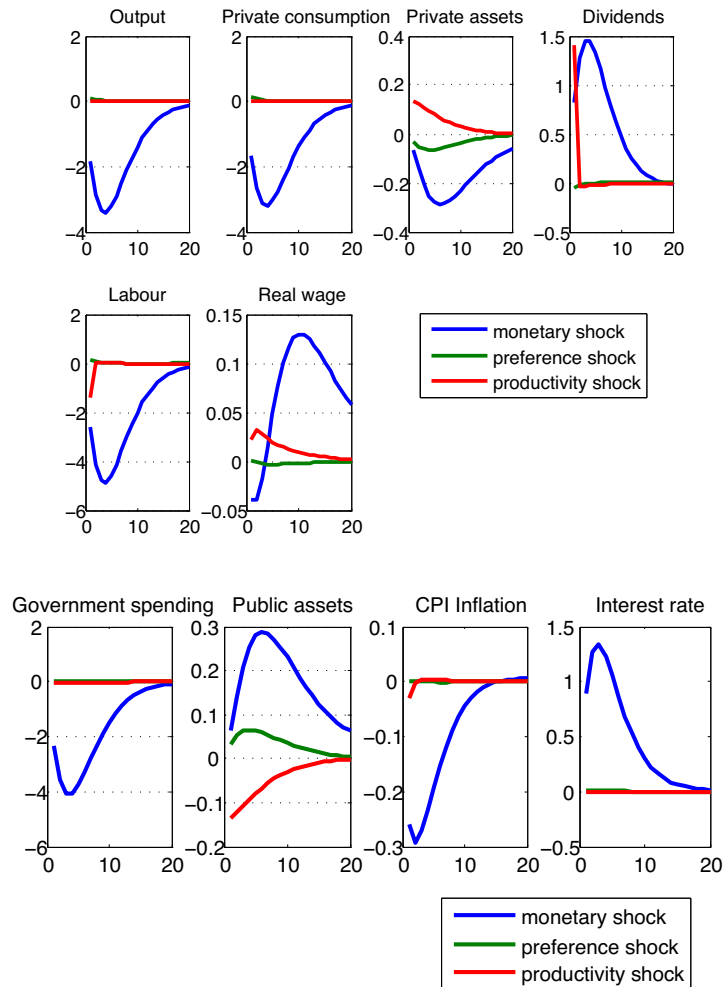 Output Private consumption Private assets Dividends
2
0
−2
−4
0 10 20
2
0
−2
−4
0 10 20
0.4
0.2
0
−0.2
−0.4
0 10 20
1.5
1
0.5
0
−0.5
0 10 20
Labour Real wage
2
0
−2
−4
−6
0 10 20
0.15
0.1
0.05
0
−0.05
0 10 20
monetary shock
preference shock
productivity shock
Government spending Public assets CPI Inflation Interest rate
2
0
−2
−4
−6
0 10 20
0.3
0.2
0.1
0
−0.1
−0.2
0 10 20
0.1
0
−0.1
−0.2
−0.3
0 10 20
1.5
1
0.5
0
−0.5
0 10 20
monetary shock
preference shock
productivity shock